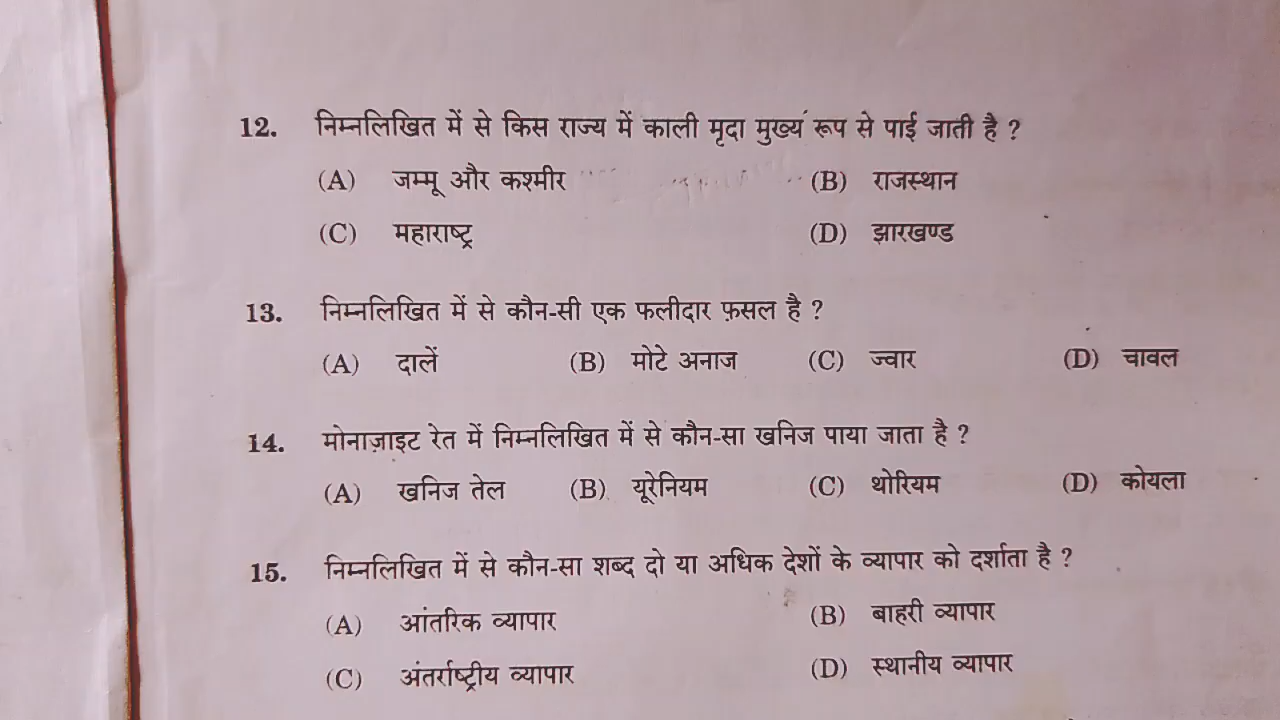 12. निम्नलिखित में से किस राज्य में काली मृदा मुख्य रूप से पाई जाती है ?
(A) जम्मू और कश्मीर (B) राजस्थान
(C) महाराष्ट्र (D) झारखण्ड
13. निम्नलिखित में से कौन-सी एक फलीदार फ़सल है ?
(A) दालें (B) मोटे अनाज (C) ज्वार (D) चावल
14. मोनाज़ाइट रेत में निम्नलिखित में से कौन-सा खनिज पाया जाता है ?
(A) खनिज तेल (B) यूरेनियम (C) थोरियम (D) कोयला
15. निम्नलिखित में से कौन-सा शब्द दो या अधिक देशों के व्यापार को दर्शाता है ?
(A) आंतरिक व्यापार (B) बाहरी व्यापार
(C) अंतर्राष्ट्रीय व्यापार (D) स्थानीय व्यापार